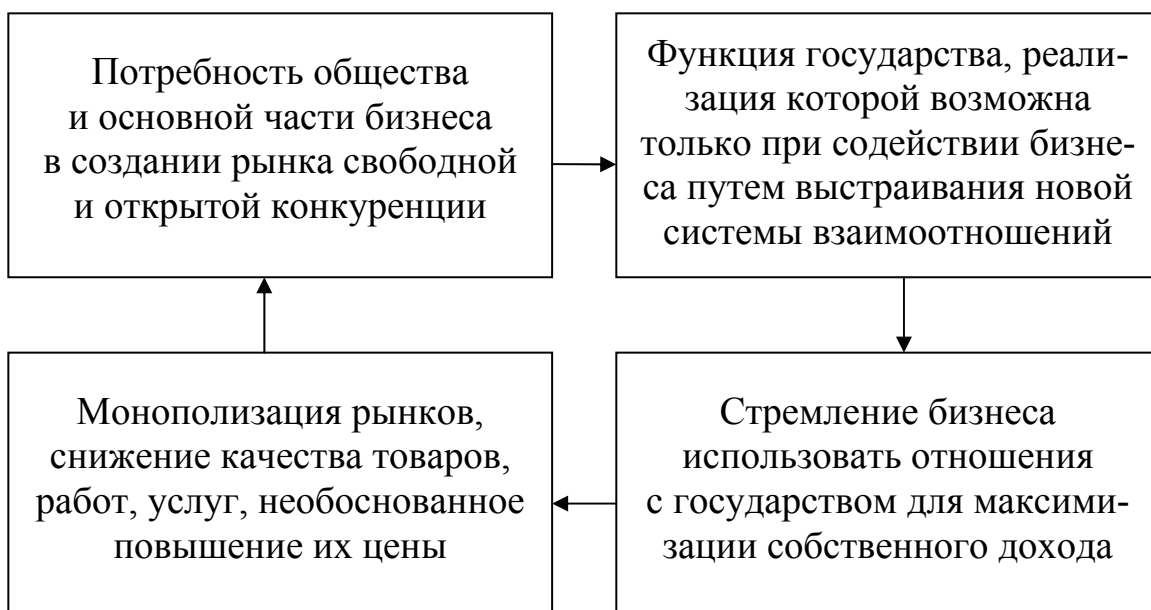 Потребность общества
и основной части бизнеса
в создании рынка свободной
и открытой конкуренции
Функция государства, реали-
зация которой возможна
только при содействии бизне-
са путем выстраивания новой
системы взаимоотношений
Монополизация рынков,
снижение качества товаров,
работ, услуг, необоснованное
повышение их цены
Стремление бизнеса
использовать отношения
с государством для максими-
зации собственного дохода